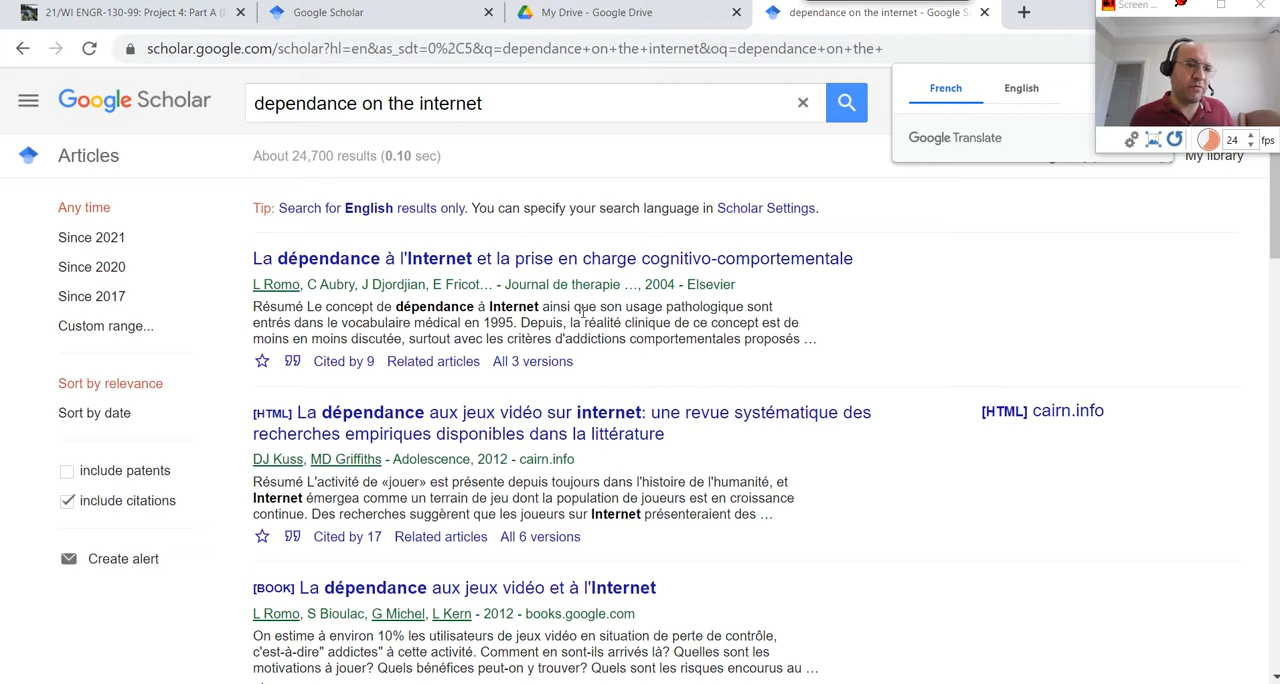 21/WI ENGR-130-99: Project 4: Part A (
Google Scholar
My Drive - Google Drive
dependance on the internet - Google S
Screen ...
scholar.google.com/scholar?hl=en&as_sdt=0%2C5&q=dependance+on+the+internet&oq=dependance+on+the+
Google Scholar
dependance on the internet
French
English
Google Translate
24
fps
Articles
About 24,700 results (0.10 sec)
My library
Any time
Since 2021
Since 2020
Since 2017
Custom range...
Sort by relevance
Sort by date
include patents
include citations
Create alert
Tip: Search for English results only. You can specify your search language in Scholar Settings.
La dépendance à l'Internet et la prise en charge cognitivo-comportementale
L Romo, C Aubry, J Djordjian, E Fricot… - Journal de therapie …, 2004 - Elsevier
Résumé Le concept de dépendance à Internet ainsi que son usage pathologique sont
entrés dans le vocabulaire médical en 1995. Depuis, la réalité clinique de ce concept est de
moins en moins discutée, surtout avec les critères d'addictions comportementales proposés …
Cited by 9 Related articles All 3 versions
[HTML] La dépendance aux jeux vidéo sur internet: une revue systématique des
recherches empiriques disponibles dans la littérature
[HTML] cairn.info
DJ Kuss, MD Griffiths - Adolescence, 2012 - cairn.info
Résumé L'activité de «jouer» est présente depuis toujours dans l'histoire de l'humanité, et
Internet émergea comme un terrain de jeu dont la population de joueurs est en croissance
continue. Des recherches suggèrent que les joueurs sur Internet présenteraient des …
Cited by 17 Related articles All 6 versions
[BOOK] La dépendance aux jeux vidéo et à l'Internet
L Romo, S Bioulac, G Michel, L Kern - 2012 - books.google.com
On estime à environ 10% les utilisateurs de jeux vidéo en situation de perte de contrôle,
c'est-à-dire" addictes" à cette activité. Comment en sont-ils arrivés là? Quelles sont les
motivations à jouer? Quels bénéfices peut-on y trouver? Quels sont les risques encourus au …